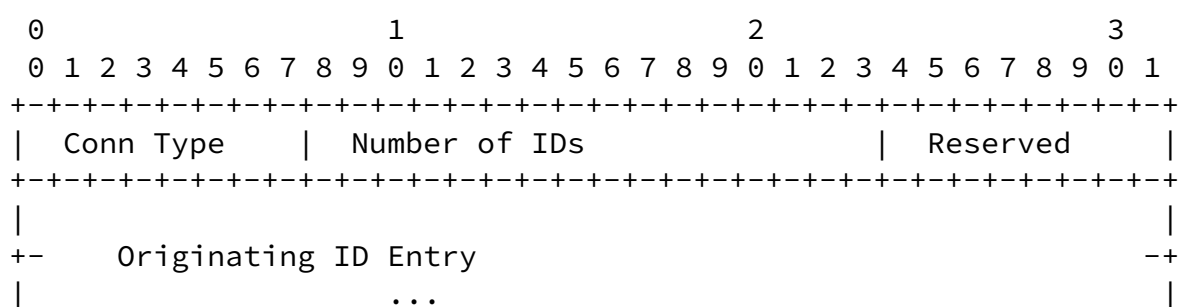 0                   1                   2                   3
 0 1 2 3 4 5 6 7 8 9 0 1 2 3 4 5 6 7 8 9 0 1 2 3 4 5 6 7 8 9 0 1
+-+-+-+-+-+-+-+-+-+-+-+-+-+-+-+-+-+-+-+-+-+-+-+-+-+-+-+-+-+-+-+-+
|  Conn Type    |  Number of IDs                |  Reserved     |
+-+-+-+-+-+-+-+-+-+-+-+-+-+-+-+-+-+-+-+-+-+-+-+-+-+-+-+-+-+-+-+-+
|                                                               |
+-    Originating ID Entry                                     -+
|                    ...                                        |